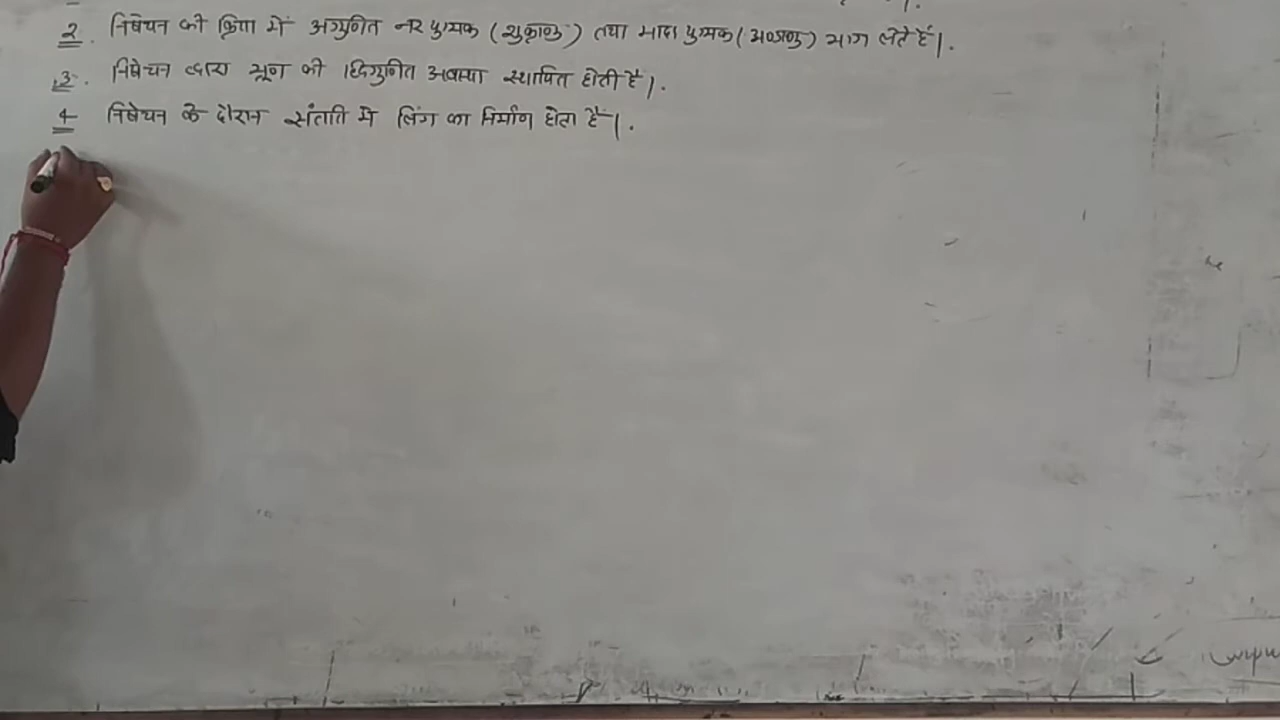 2. निषेचन की क्रिया में अगुणित नर युग्मक (शुक्राणु) तथा मादा युग्मक (अण्डाणु) भाग लेते हैं।.
3. निषेचन द्वारा भ्रूण की द्विगुणित अवस्था स्थापित होती है।.
4 निषेचन के दौरान संतति में लिंग का निर्माण होता है।.